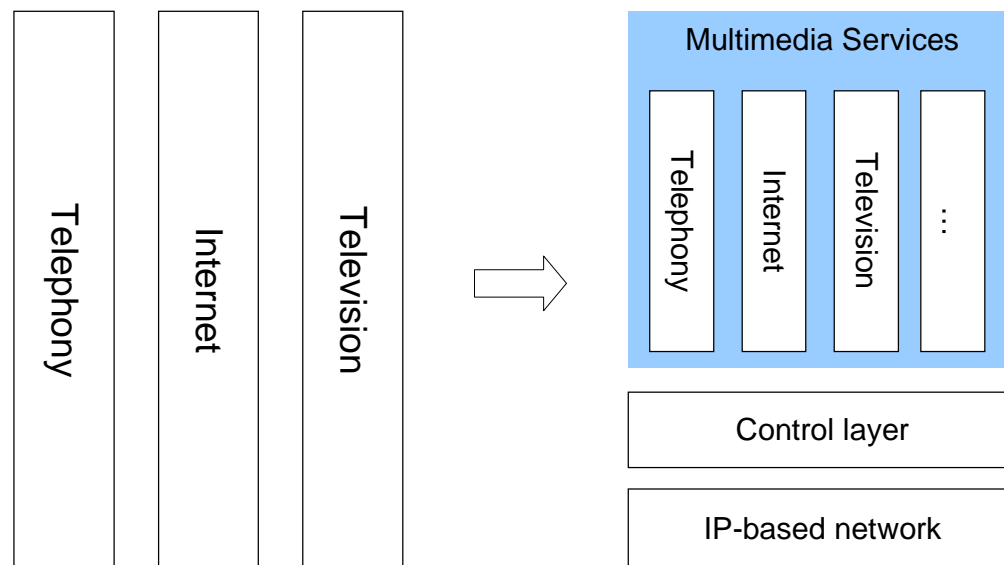 Telephony
Internet
Television
Multimedia Services
Telephony
Internet
Television
...
Control layer
IP-based network